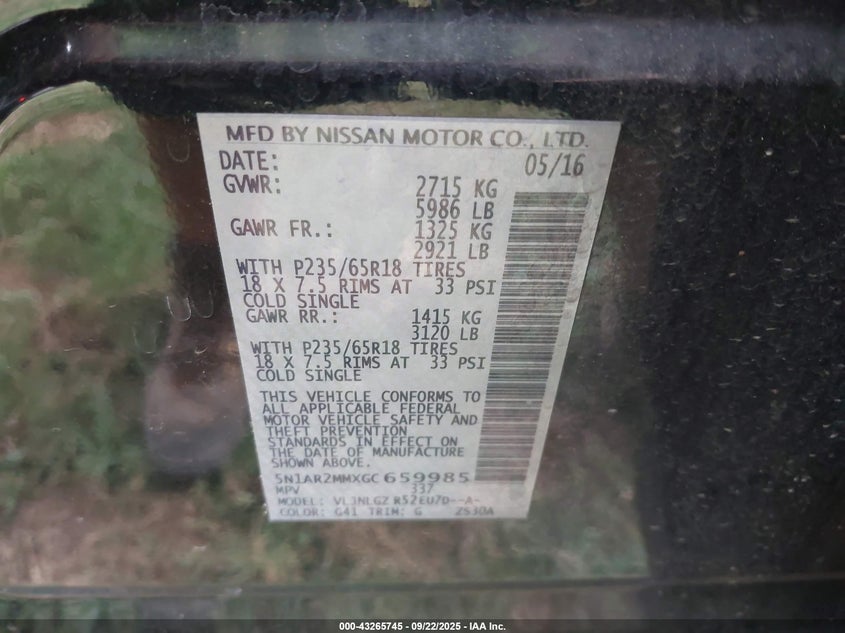 MFD BY NISSAN MOTOR CO., LTD.
DATE: 05/16
GVWR: 2715 KG
5986 LB
GAWR FR.: 1325 KG
2921 LB
WITH P235/65R18 TIRES
18 X 7.5 RIMS AT 33 PSI
COLD SINGLE
GAWR RR.: 1415 KG
3120 LB
WITH P235/65R18 TIRES
18 X 7.5 RIMS AT 33 PSI
COLD SINGLE
THIS VEHICLE CONFORMS TO
ALL APPLICABLE FEDERAL
MOTOR VEHICLE SAFETY AND
THEFT PREVENTION
STANDARDS IN EFFECT ON
THE DATE OF MANUFACTURE
SHOWN ABOVE.
5N1AR2MMXGC659985
MPV 337
MODEL: R52EU7D--A-
COLOR: G41 TRIM: G 2S30A
000-43265745 - 09/22/2025 - IAA Inc.